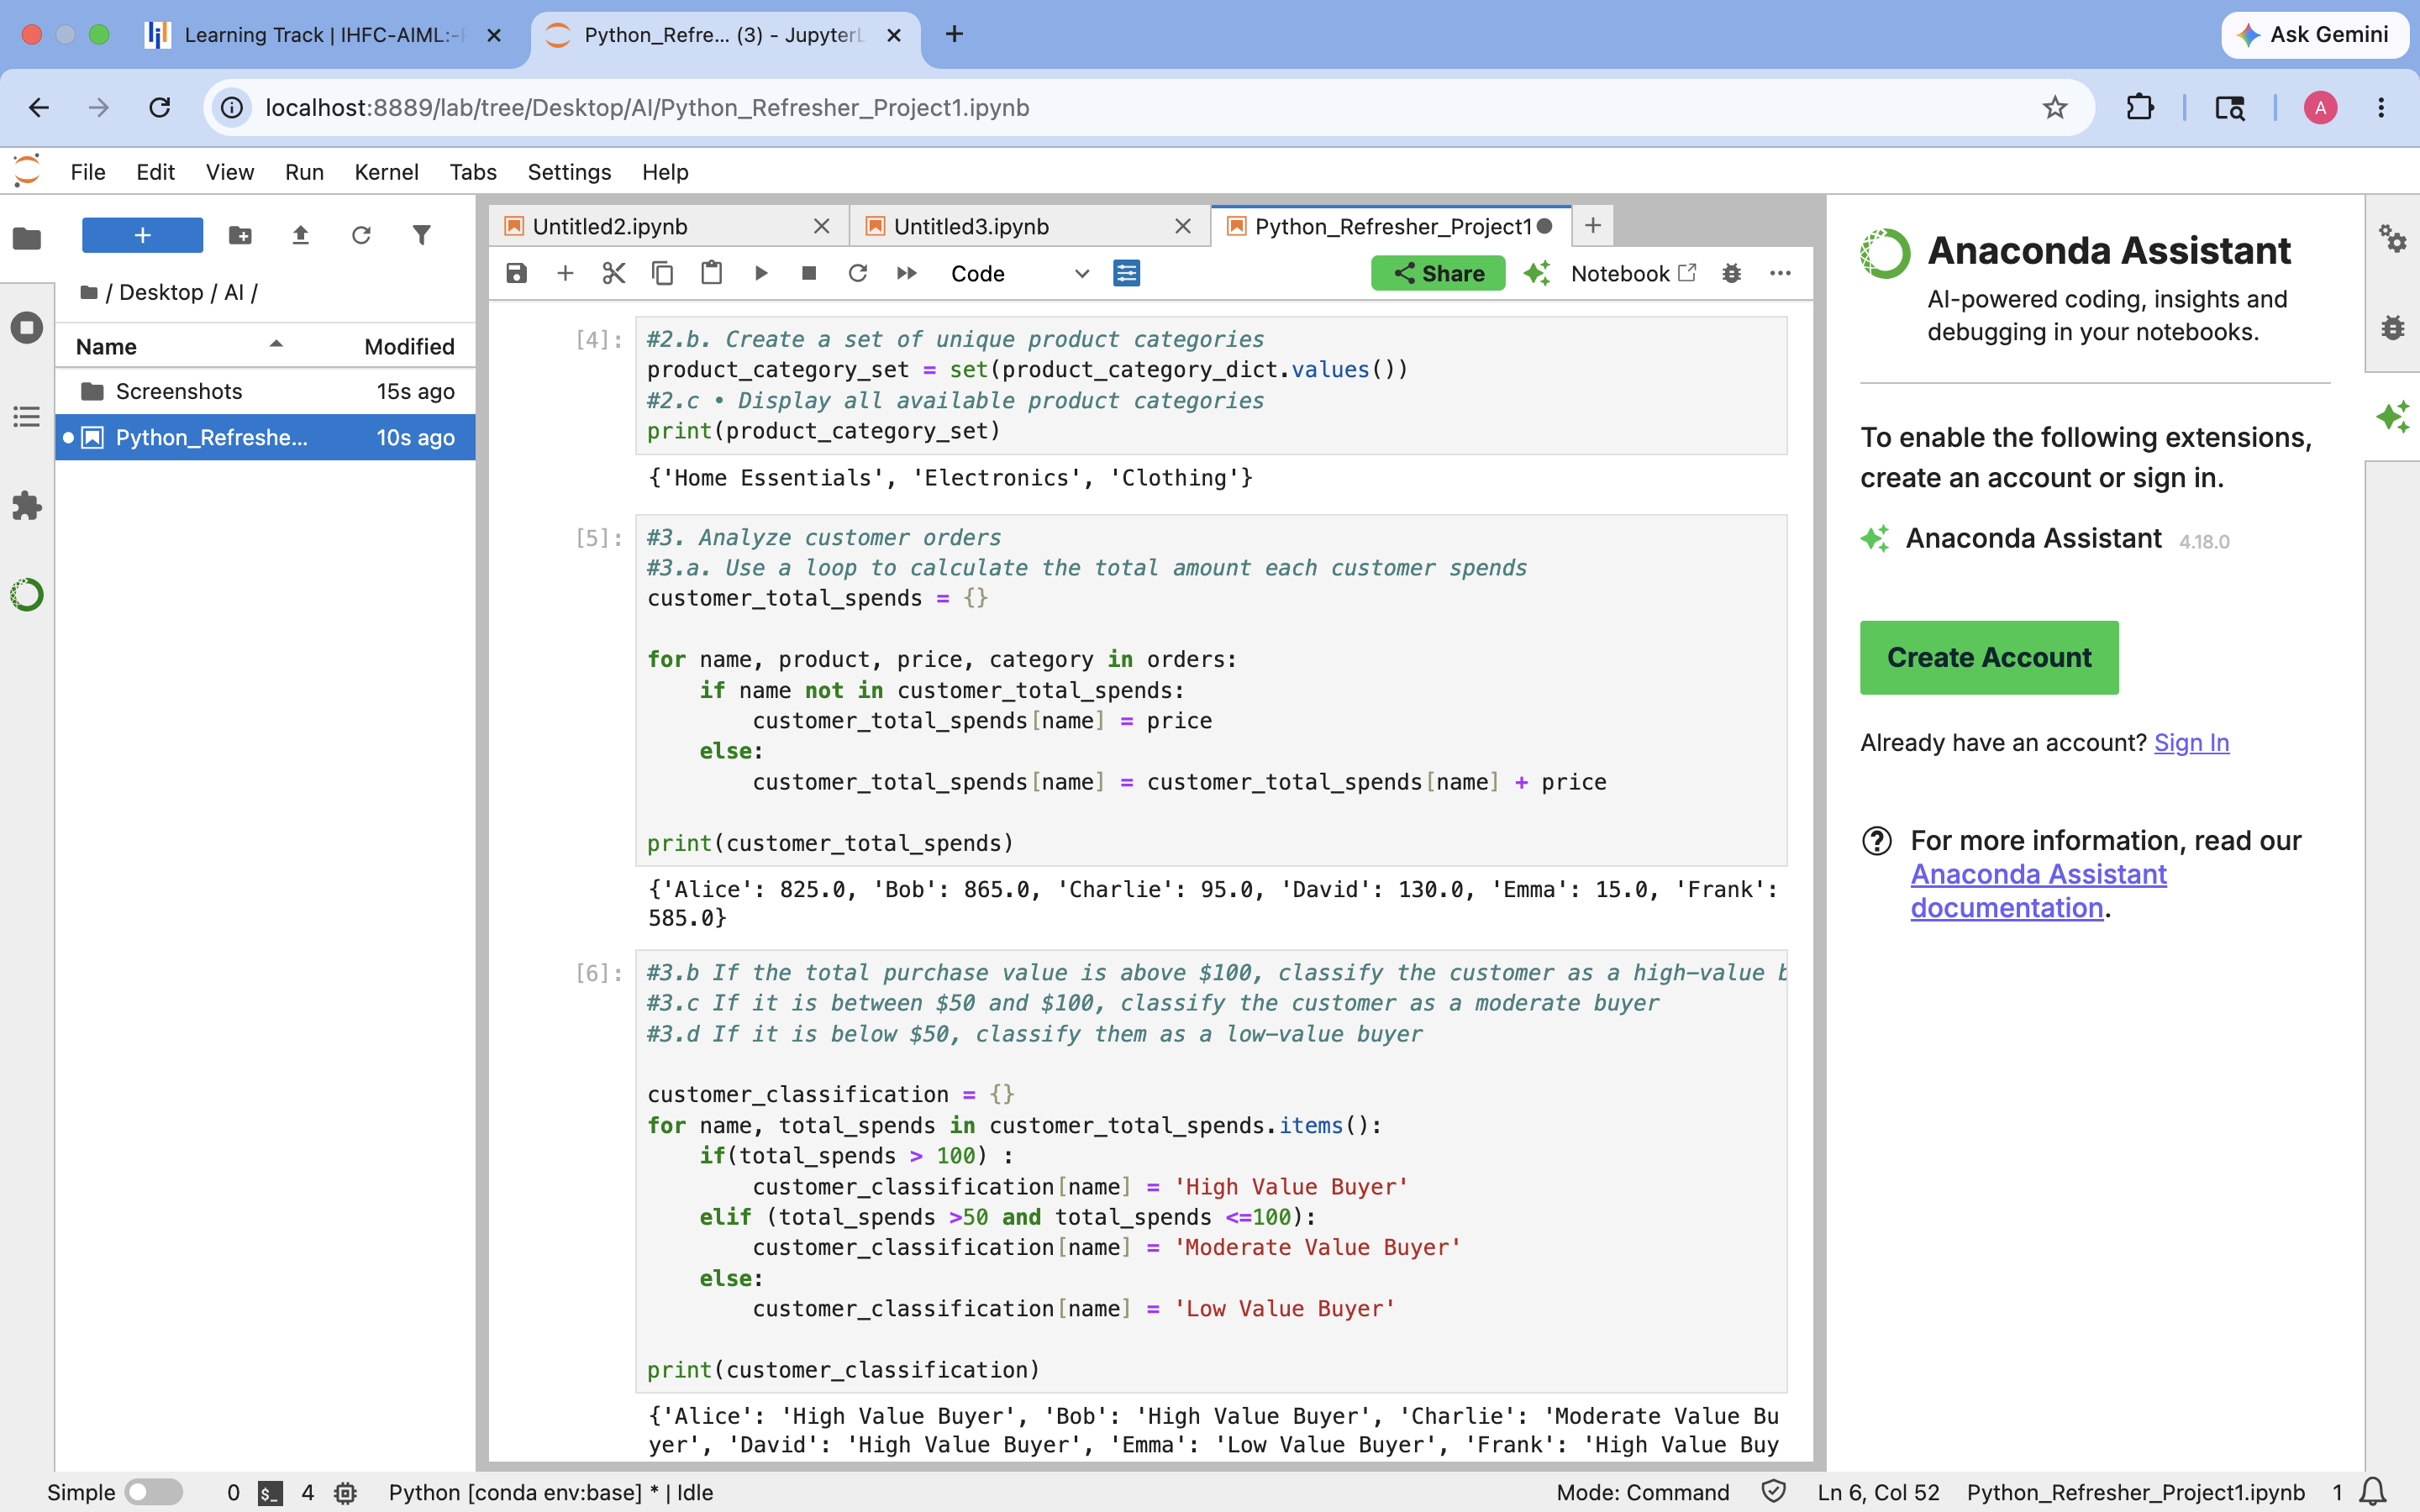 Learning Track | IHFC-AIML:-
Python_Refre... (3) - Jupyter
Ask Gemini
localhost:8889/lab/tree/Desktop/AI/Python_Refresher_Project1.ipynb
A
File Edit View Run Kernel Tabs Settings Help
/ Desktop / AI /
Name Modified
Screenshots 15s ago
Python_Refreshe... 10s ago
Untitled2.ipynb
Untitled3.ipynb
Python_Refresher_Project1
Code
Share
Notebook
[4]:
#2.b. Create a set of unique product categories
product_category_set = set(product_category_dict.values())
#2.c • Display all available product categories
print(product_category_set)
{'Home Essentials', 'Electronics', 'Clothing'}
[5]:
#3. Analyze customer orders
#3.a. Use a loop to calculate the total amount each customer spends
customer_total_spends = {}
for name, product, price, category in orders:
if name not in customer_total_spends:
customer_total_spends[name] = price
else:
customer_total_spends[name] = customer_total_spends[name] + price
print(customer_total_spends)
{'Alice': 825.0, 'Bob': 865.0, 'Charlie': 95.0, 'David': 130.0, 'Emma': 15.0, 'Frank':
585.0}
[6]:
#3.b If the total purchase value is above $100, classify the customer as a high-value b
#3.c If it is between $50 and $100, classify the customer as a moderate buyer
#3.d If it is below $50, classify them as a low-value buyer
customer_classification = {}
for name, total_spends in customer_total_spends.items():
if(total_spends > 100) :
customer_classification[name] = 'High Value Buyer'
elif (total_spends >50 and total_spends <=100):
customer_classification[name] = 'Moderate Value Buyer'
else:
customer_classification[name] = 'Low Value Buyer'
print(customer_classification)
{'Alice': 'High Value Buyer', 'Bob': 'High Value Buyer', 'Charlie': 'Moderate Value Bu
yer', 'David': 'High Value Buyer', 'Emma': 'Low Value Buyer', 'Frank': 'High Value Buy
Anaconda Assistant
AI-powered coding, insights and
debugging in your notebooks.
To enable the following extensions,
create an account or sign in.
Anaconda Assistant 4.18.0
Create Account
Already have an account? Sign In
For more information, read our
Anaconda Assistant
documentation.
Simple 0 $_ 4 Python [conda env:base] * | Idle Mode: Command Ln 6, Col 52 Python_Refresher_Project1.ipynb 1